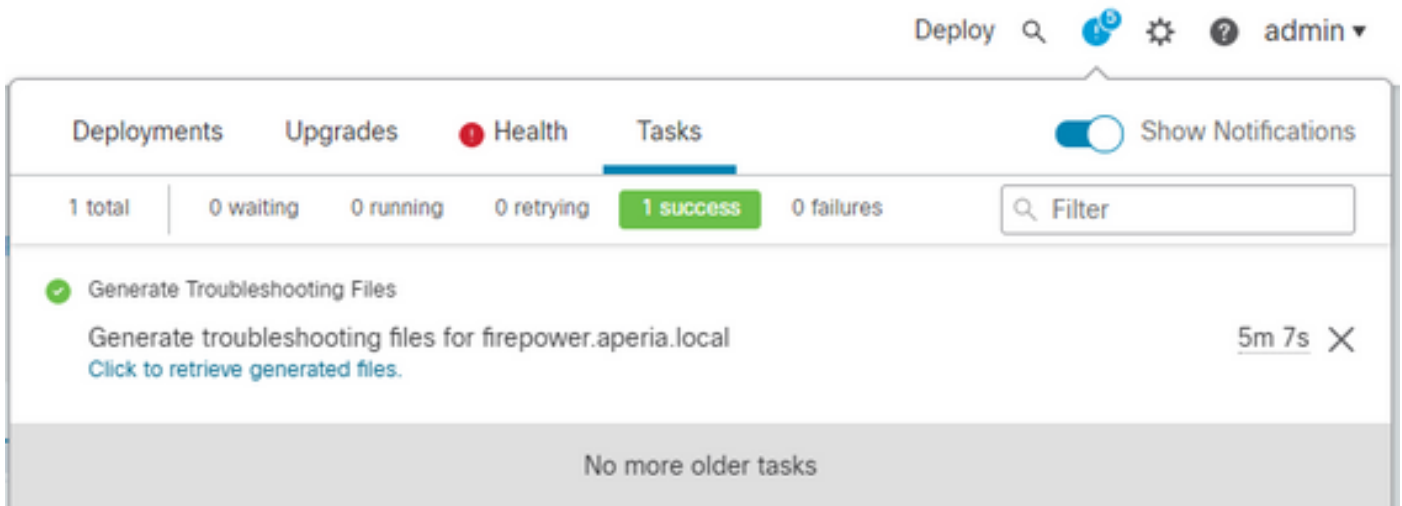 Deploy 5 admin
Deployments Upgrades Health Tasks Show Notifications
1 total 0 waiting 0 running 0 retrying 1 success 0 failures Filter
Generate Troubleshooting Files
Generate troubleshooting files for firepower.aperia.local 5m 7s
Click to retrieve generated files.
No more older tasks